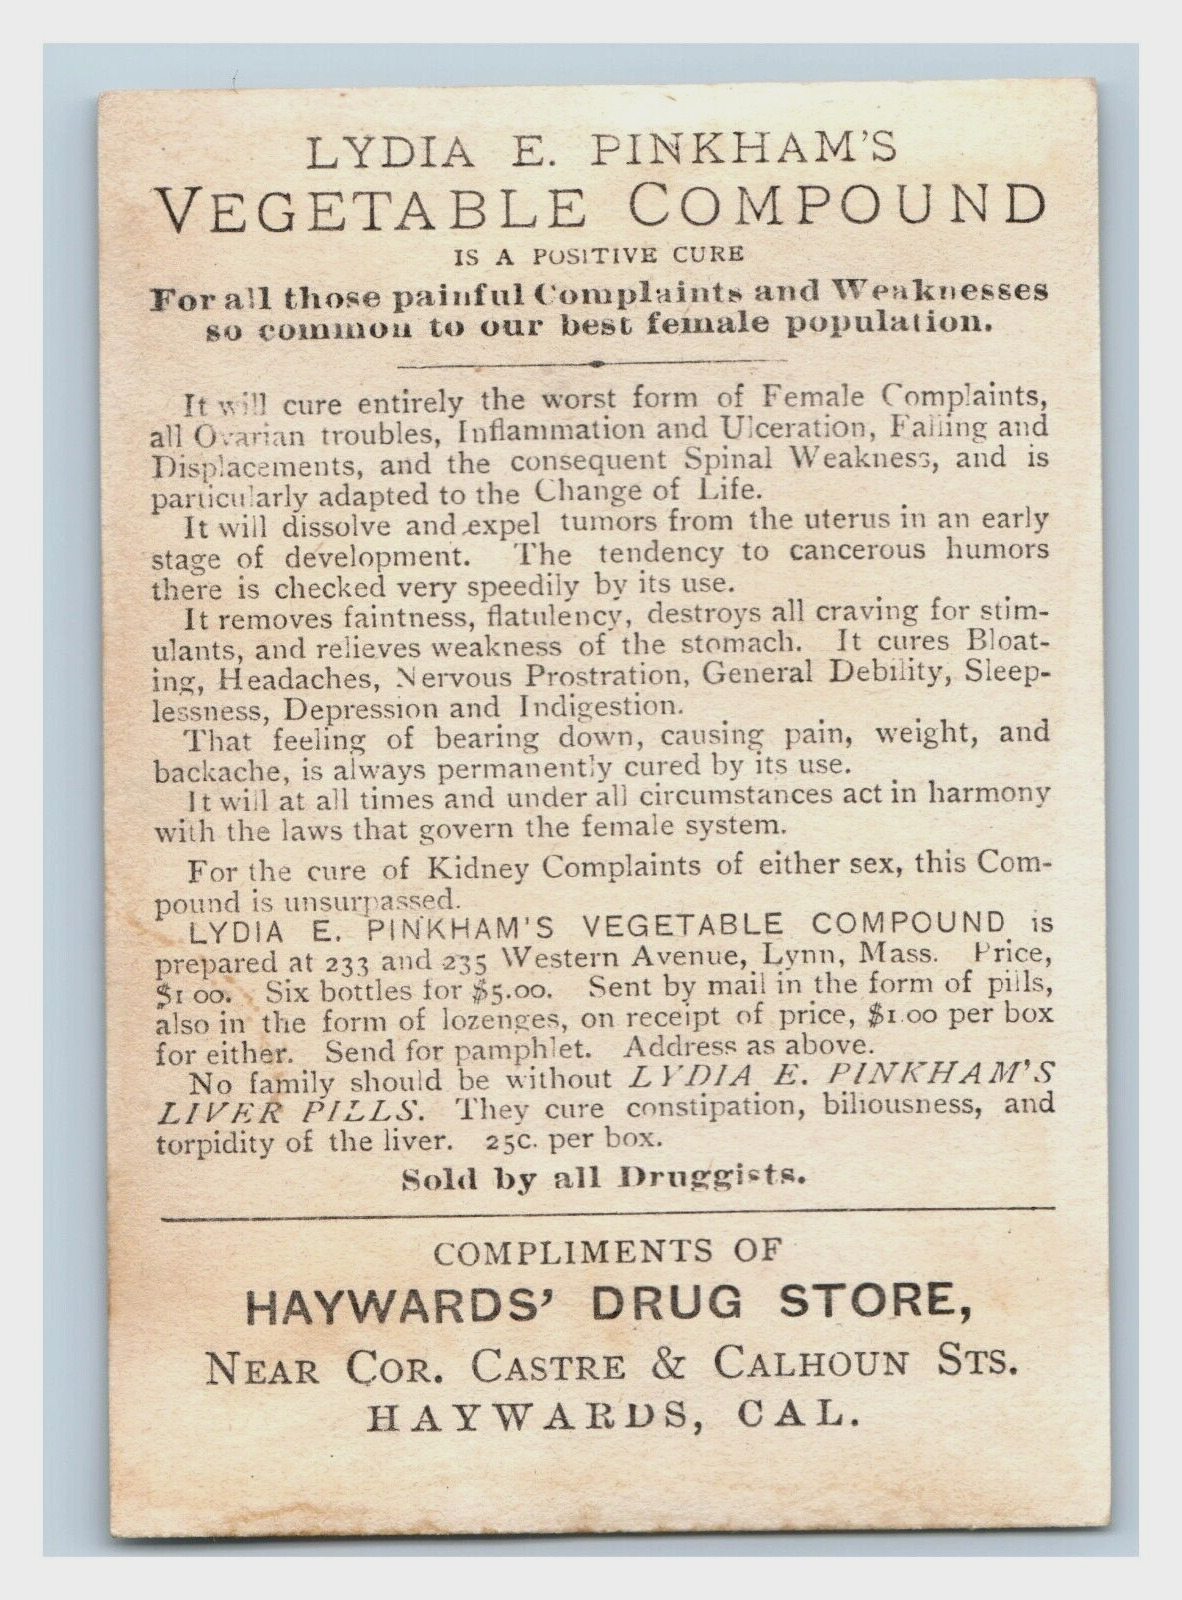 LYDIA E. PINKHAM'S
VEGETABLE COMPOUND
IS A POSITIVE CURE
For all those painful Complaints and Weaknesses
so common to our best female population.
It will cure entirely the worst form of Female Complaints,
all Ovarian troubles, Inflammation and Ulceration, Falling and
Displacements, and the consequent Spinal Weakness, and is
particularly adapted to the Change of Life.
It will dissolve and expel tumors from the uterus in an early
stage of development. The tendency to cancerous humors
there is checked very speedily by its use.
It removes faintness, flatulency, destroys all craving for stim-
ulants, and relieves weakness of the stomach. It cures Bloat-
ing, Headaches, Nervous Prostration, General Debility, Sleep-
lessness, Depression and Indigestion.
That feeling of bearing down, causing pain, weight, and
backache, is always permanently cured by its use.
It will at all times and under all circumstances act in harmony
with the laws that govern the female system.
For the cure of Kidney Complaints of either sex, this Com-
pound is unsurpassed.
LYDIA E. PINKHAM'S VEGETABLE COMPOUND is
prepared at 233 and 235 Western Avenue, Lynn, Mass. Price,
$1 00. Six bottles for $5.00. Sent by mail in the form of pills,
also in the form of lozenges, on receipt of price, $1.00 per box
for either. Send for pamphlet. Address as above.
No family should be without LYDIA E. PINKHAM'S
LIVER PILLS. They cure constipation, biliousness, and
torpidity of the liver. 25c. per box.
Sold by all Druggists.
COMPLIMENTS OF
HAYWARDS' DRUG STORE,
NEAR COR. CASTRE & CALHOUN STS.
HAYWARDS, CAL.